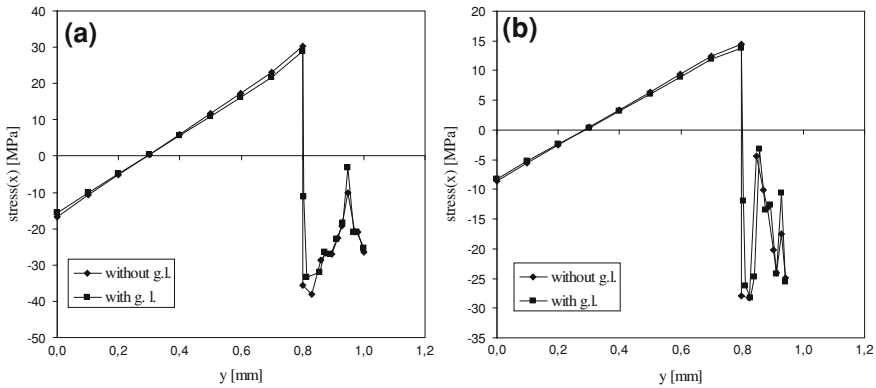 (a)
stress(x) [MPa]
40
30
20
10
0
-10
-20
-30
-40
-50
0,0 0,2 0,4 0,6 0,8 1,0 1,2
y [mm]
without g.l.
with g. l.
(b)
stress(x) [MPa]
20
15
10
5
0
-5
-10
-15
-20
-25
-30
-35
0,0 0,2 0,4 0,6 0,8 1,0 1,2
y [mm]
without g.l.
with g.l.